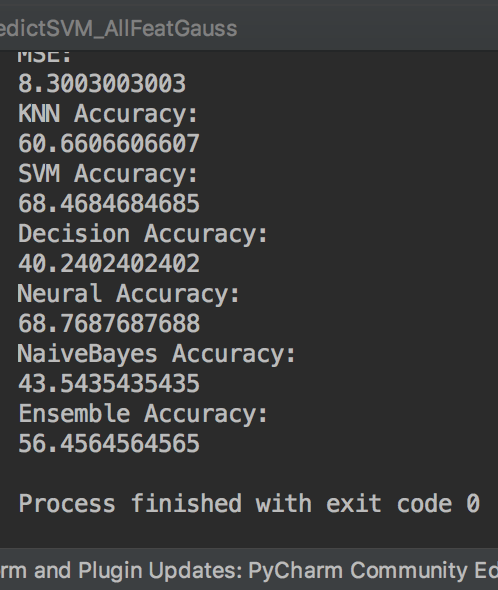 edictSVM_AllFeatGauss
MSE:
8.3003003003
KNN Accuracy:
60.6606606607
SVM Accuracy:
68.4684684685
Decision Accuracy:
40.2402402402
Neural Accuracy:
68.7687687688
NaiveBayes Accuracy:
43.5435435435
Ensemble Accuracy:
56.4564564565
Process finished with exit code 0
rm and Plugin Updates: PyCharm Community Ed